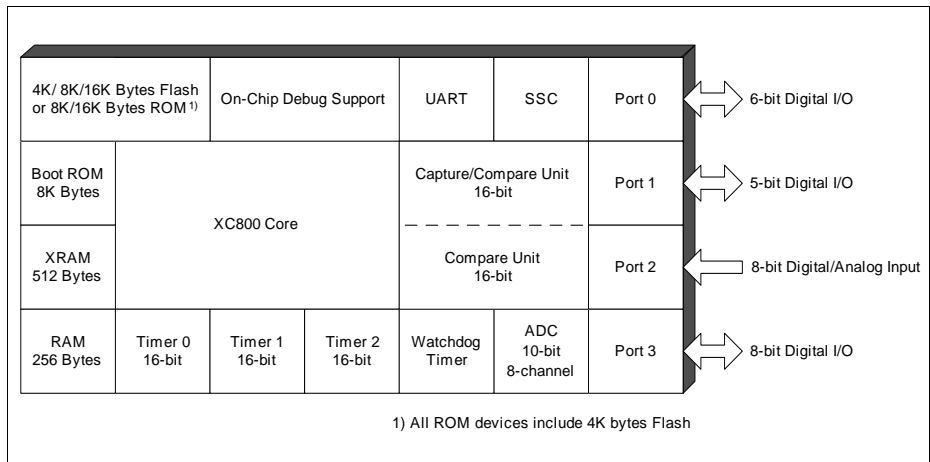 4K/ 8K/16K Bytes Flash
or 8K/16K Bytes ROM 1)
On-Chip Debug Support
UART
SSC
Port 0
6-bit Digital I/O
Boot ROM
8K Bytes
XC800 Core
Capture/Compare Unit
16-bit
Port 1
5-bit Digital I/O
XRAM
512 Bytes
Compare Unit
16-bit
Port 2
8-bit Digital/Analog Input
RAM
256 Bytes
Timer 0
16-bit
Timer 1
16-bit
Timer 2
16-bit
Watchdog
Timer
ADC
10-bit
8-channel
Port 3
8-bit Digital I/O
1) All ROM devices include 4K bytes Flash